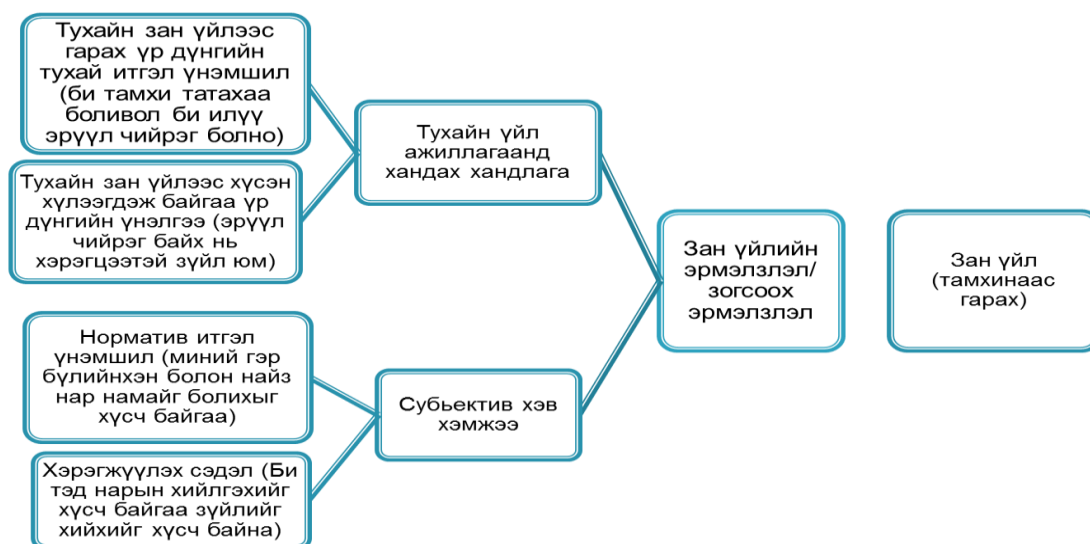 Тухайн зан үйлээс
гарах үр дүнгийн
тухай итгэл үнэмшил
(би тамхи татахаа
боливол би илүү
эрүүл чийрэг болно)
Тухайн зан үйлээс хүсэн
хүлээгдэж байгаа үр
дүнгийн үнэлгээ (эрүүл
чийрэг байх нь
хэрэгцээтэй зүйл юм)
Тухайн үйл
ажиллагаанд
хандах хандлага
Норматив итгэл
үнэмшил (миний гэр
бүлийнхэн болон найз
нар намайг болихыг
хүсч байгаа)
Хэрэгжүүлэх сэдэл (Би
тэд нарын хийлгэхийг
хүсч байгаа зүйлийг
хийхийг хүсч байна)
Субьектив хэв
хэмжээ
Зан үйлийн
эрмэлзлэл/
зогсоох
эрмэлзлэл
Зан үйл
(тамхинаас
гарах)